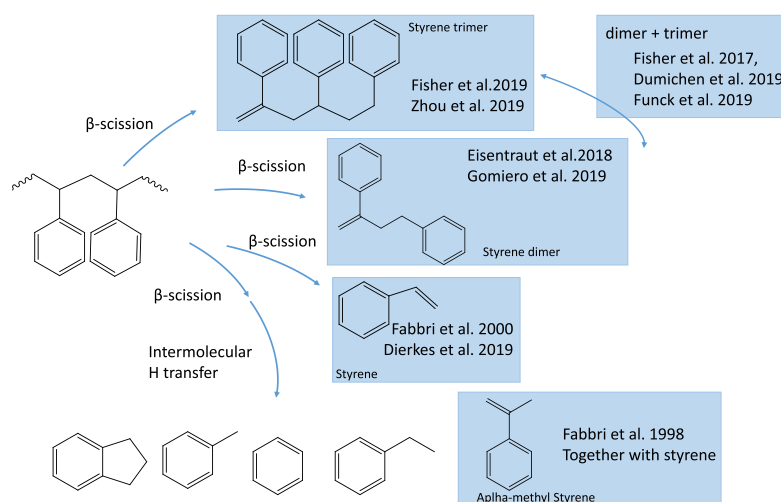 Styrene trimer
Fisher et al.2019
Zhou et al. 2019
dimer + trimer
Fisher et al. 2017,
Dumichen et al. 2019
Funck et al. 2019
β-scission
β-scission
Eisentraut et al.2018
Gomiero et al. 2019
Styrene dimer
β-scission
Fabbri et al. 2000
Dierkes et al. 2019
Styrene
β-scission
Intermolecular
H transfer
Fabbri et al. 1998
Together with styrene
Aplha-methyl Styrene